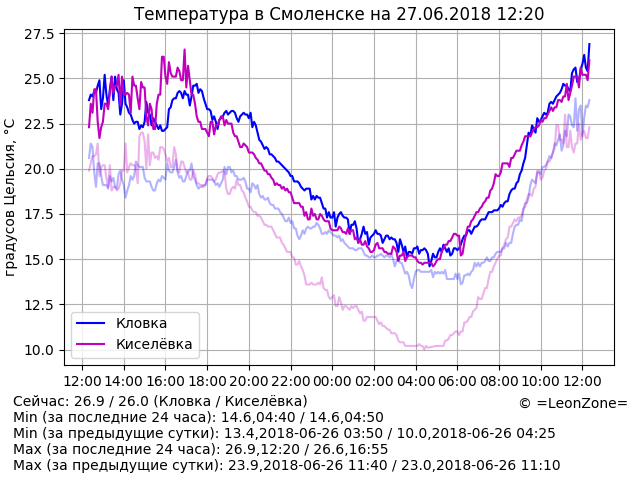 Температура в Смоленске на 27.06.2018 12:20
27.5
25.0
22.5
20.0
17.5
15.0
12.5
10.0
градусов Цельсия, °C
Кловка
Киселёвка
12:00 14:00 16:00 18:00 20:00 22:00 00:00 02:00 04:00 06:00 08:00 10:00 12:00
Сейчас: 26.9 / 26.0 (Кловка / Киселёвка)
© =LeonZone=
Min (за последние 24 часа): 14.6,04:40 / 14.6,04:50
Min (за предыдущие сутки): 13.4,2018-06-26 03:50 / 10.0,2018-06-26 04:25
Max (за последние 24 часа): 26.9,12:20 / 26.6,16:55
Max (за предыдущие сутки): 23.9,2018-06-26 11:40 / 23.0,2018-06-26 11:10